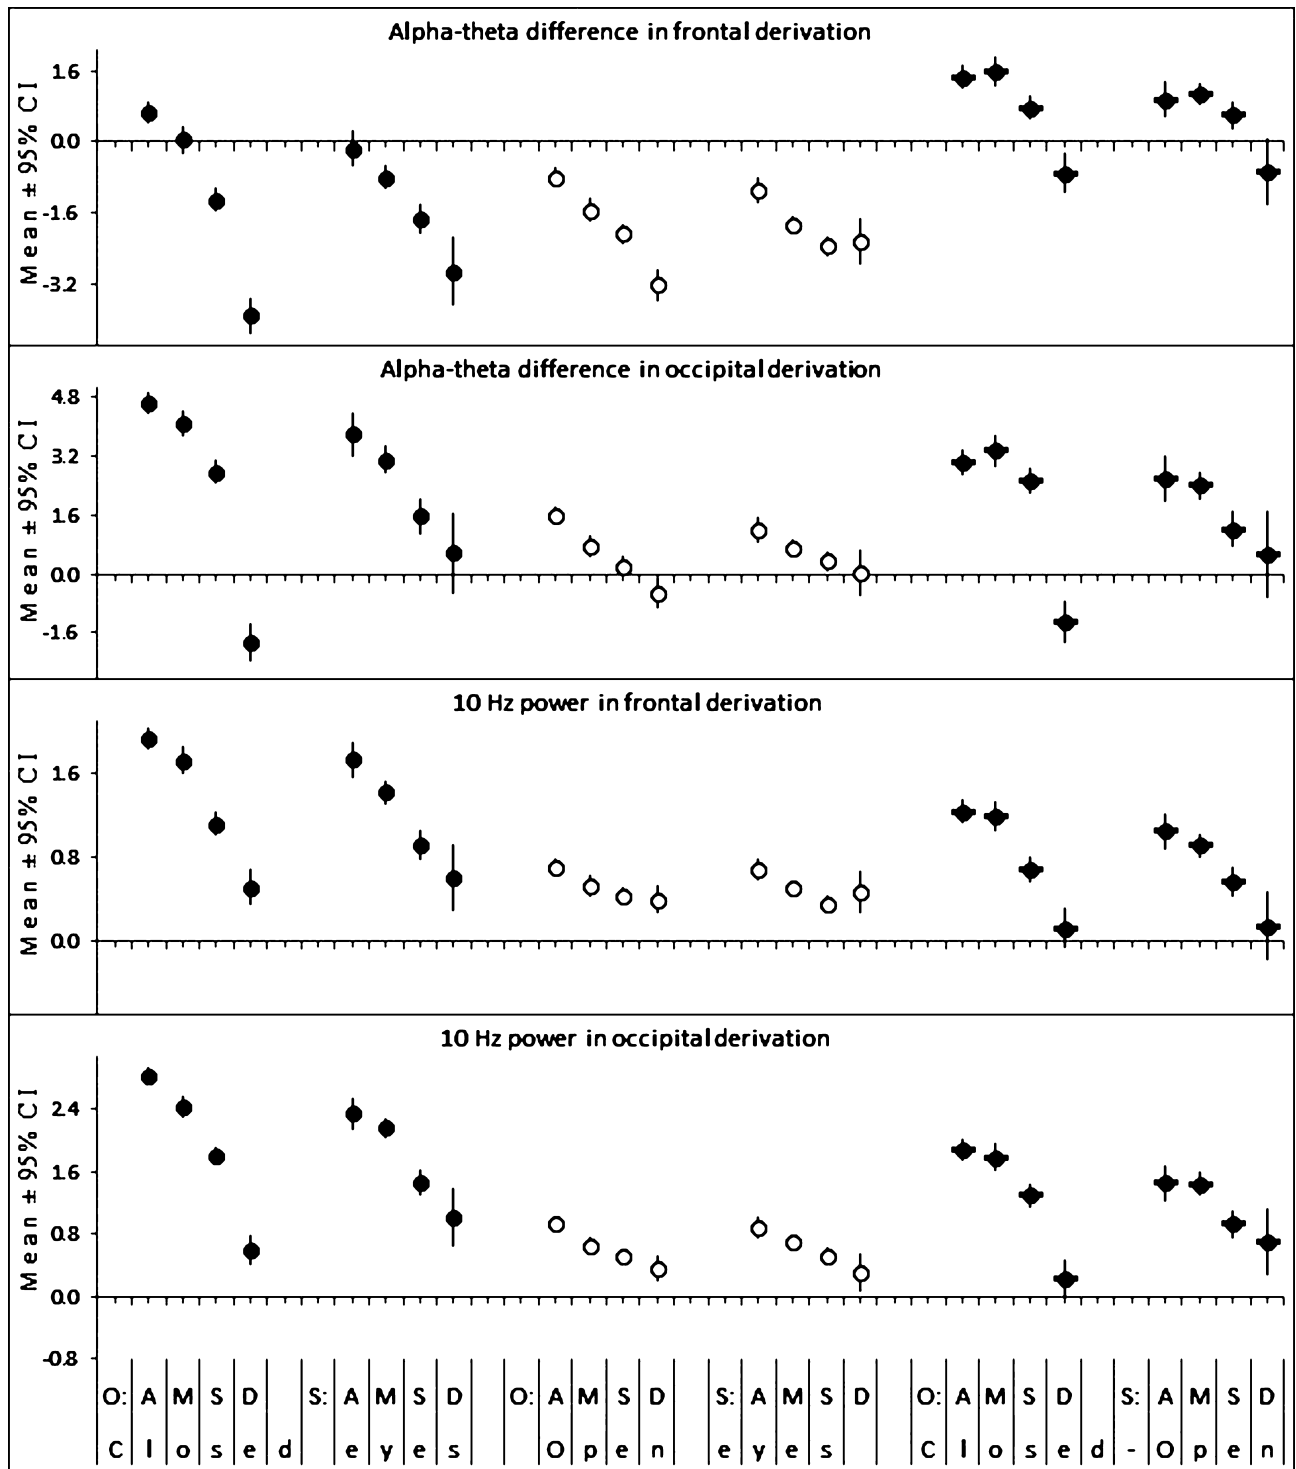 Alpha-theta difference in frontal derivation
Mean ± 95% CI
1.6
0.0
-1.6
-3.2
Alpha-theta difference in occipital derivation
Mean ± 95% CI
4.8
3.2
1.6
0.0
-1.6
10 Hz power in frontal derivation
Mean ± 95% CI
1.6
0.8
0.0
10 Hz power in occipital derivation
Mean ± 95% CI
2.4
1.6
0.8
0.0
-0.8
O: A M S D S: A M S D O: A M S D S: A M S D O: A M S D S: A M S D
C l o s e d e y e s O p e n e y e s C l o s e d - O p e n